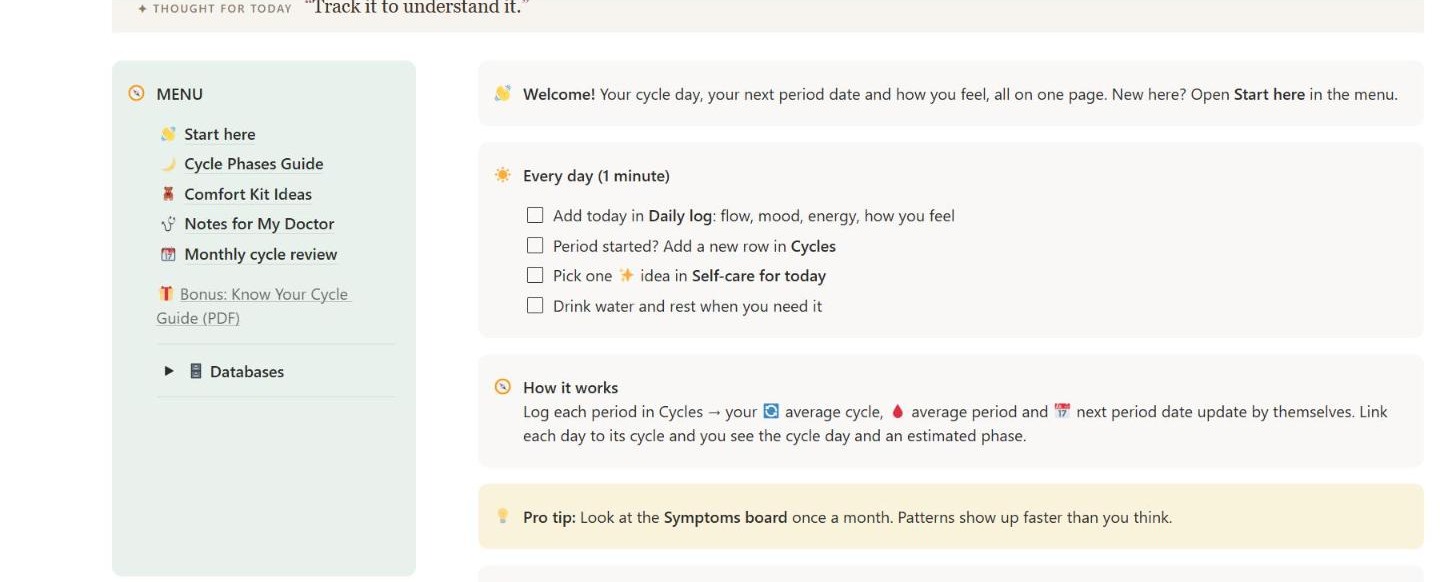 ✦ THOUGHT FOR TODAY “Track it to understand it.”
MENU
Start here
Cycle Phases Guide
Comfort Kit Ideas
Notes for My Doctor
Monthly cycle review
Bonus: Know Your Cycle
Guide (PDF)
Databases
Welcome! Your cycle day, your next period date and how you feel, all on one page. New here? Open Start here in the menu.
Every day (1 minute)
Add today in Daily log: flow, mood, energy, how you feel
Period started? Add a new row in Cycles
Pick one ✨ idea in Self-care for today
Drink water and rest when you need it
How it works
Log each period in Cycles → your 🔄 average cycle, 🩸 average period and 📅 next period date update by themselves. Link
each day to its cycle and you see the cycle day and an estimated phase.
Pro tip: Look at the Symptoms board once a month. Patterns show up faster than you think.